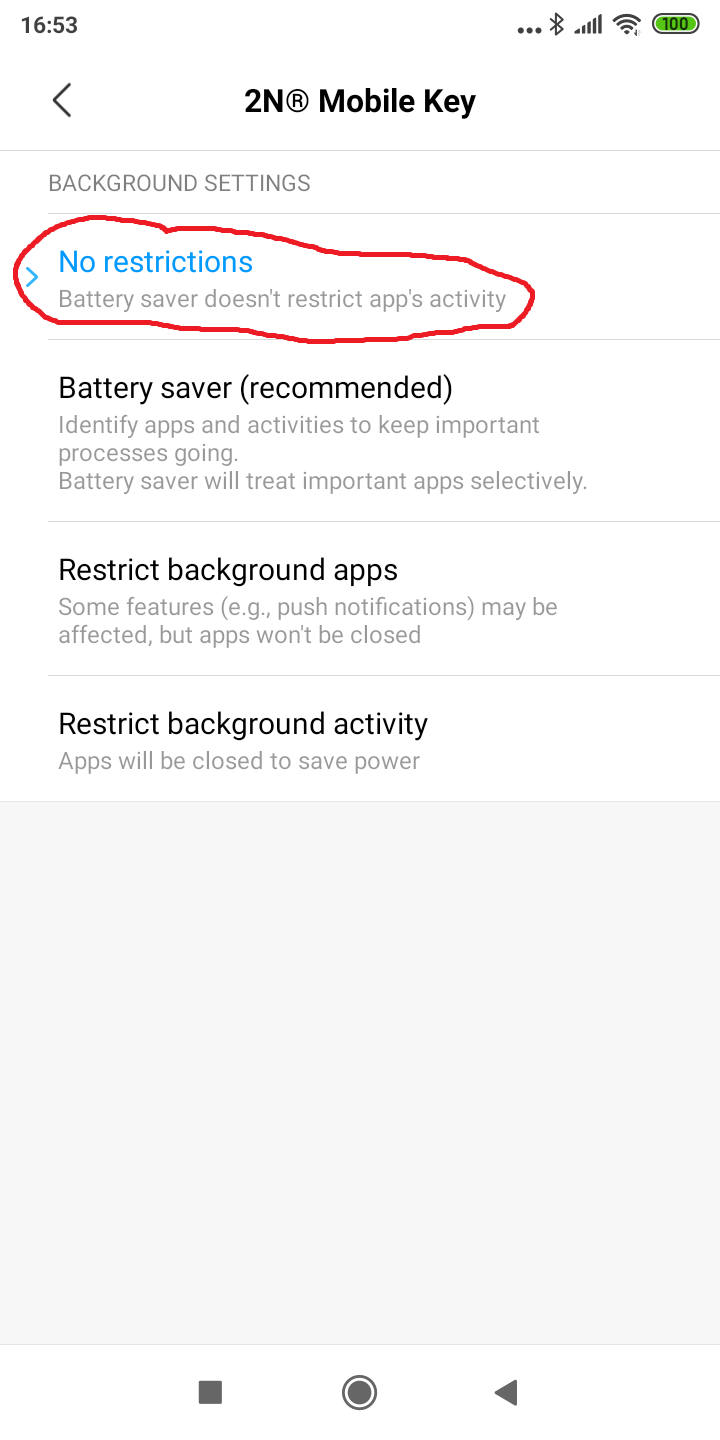 16:53
100
2N® Mobile Key
BACKGROUND SETTINGS
No restrictions
Battery saver doesn't restrict app's activity
Battery saver (recommended)
Identify apps and activities to keep important
processes going.
Battery saver will treat important apps selectively.
Restrict background apps
Some features (e.g., push notifications) may be
affected, but apps won't be closed
Restrict background activity
Apps will be closed to save power